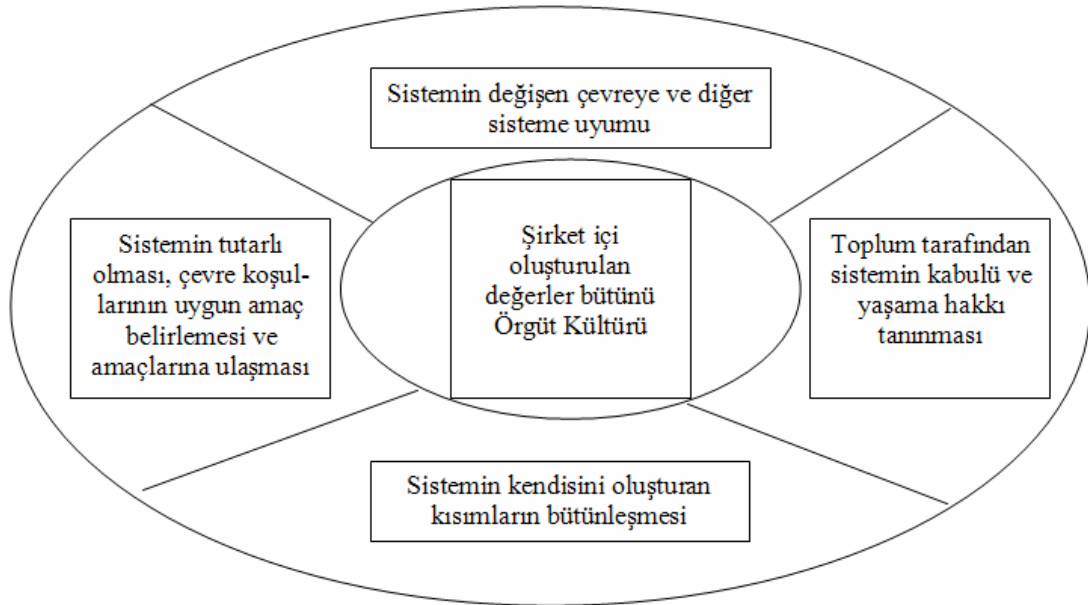 Sistemin değişen çevreye ve diğer
sisteme uyumu
Sistemin tutarlı
olması, çevre koşul-
larının uygun amaç
belirlemesi ve
amaçlarına ulaşması
Şirket içi
oluşturulan
değerler bütünü
Örgüt Kültürü
Toplum tarafından
sistemin kabulü ve
yaşama hakkı
tanınması
Sistemin kendisini oluşturan
kısımların bütünleşmesi